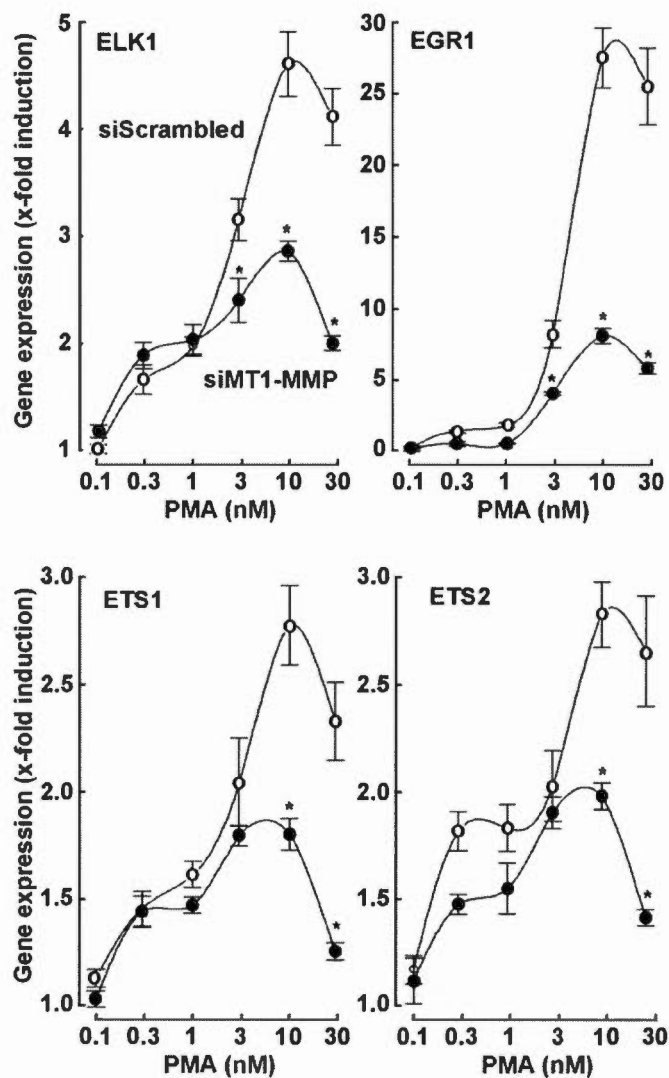 ELK1
EGR1
Gene expression (x-fold induction)
5
4
3
2
1
30
25
20
15
10
5
0
siScrambled
siMT1-MMP
*
*
*
*
*
*
0.1 0.3 1 3 10 30
0.1 0.3 1 3 10 30
PMA (nM)
PMA (nM)
ETS1
ETS2
Gene expression (x-fold induction)
3.0
2.5
2.0
1.5
1.0
3.0
2.5
2.0
1.5
1.0
*
*
*
*
0.1 0.3 1 3 10 30
0.1 0.3 1 3 10 30
PMA (nM)
PMA (nM)